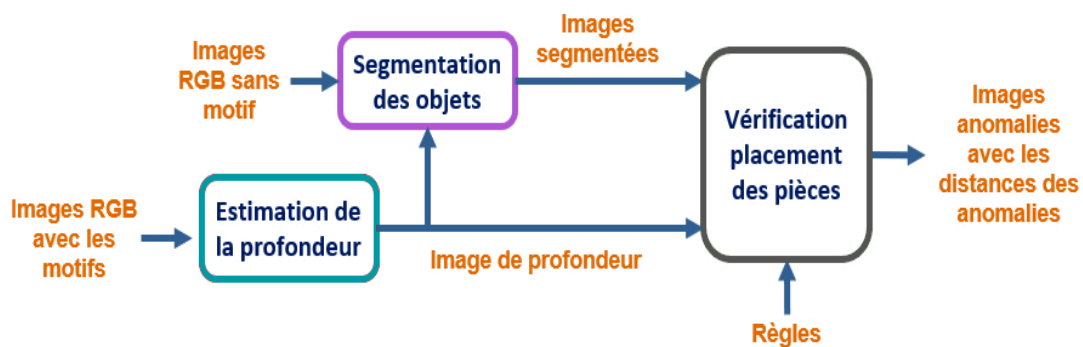 Images
RGB sans
motif
Segmentation
des objets
Images
segmentées
Vérification
placement
des pièces
Images
anomalies
avec les
distances des
anomalies
Images RGB
avec les
motifs
Estimation de
la profondeur
Image de profondeur
Règles